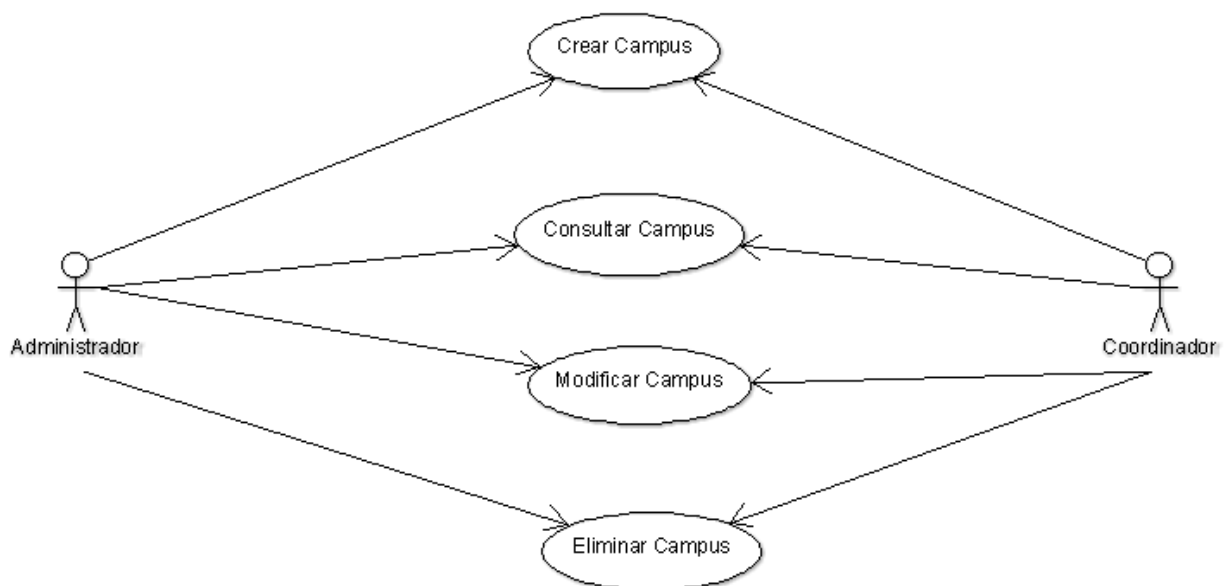 Crear Campus
Consultar Campus
Administrador
Coordinador
Modificar Campus
Eliminar Campus